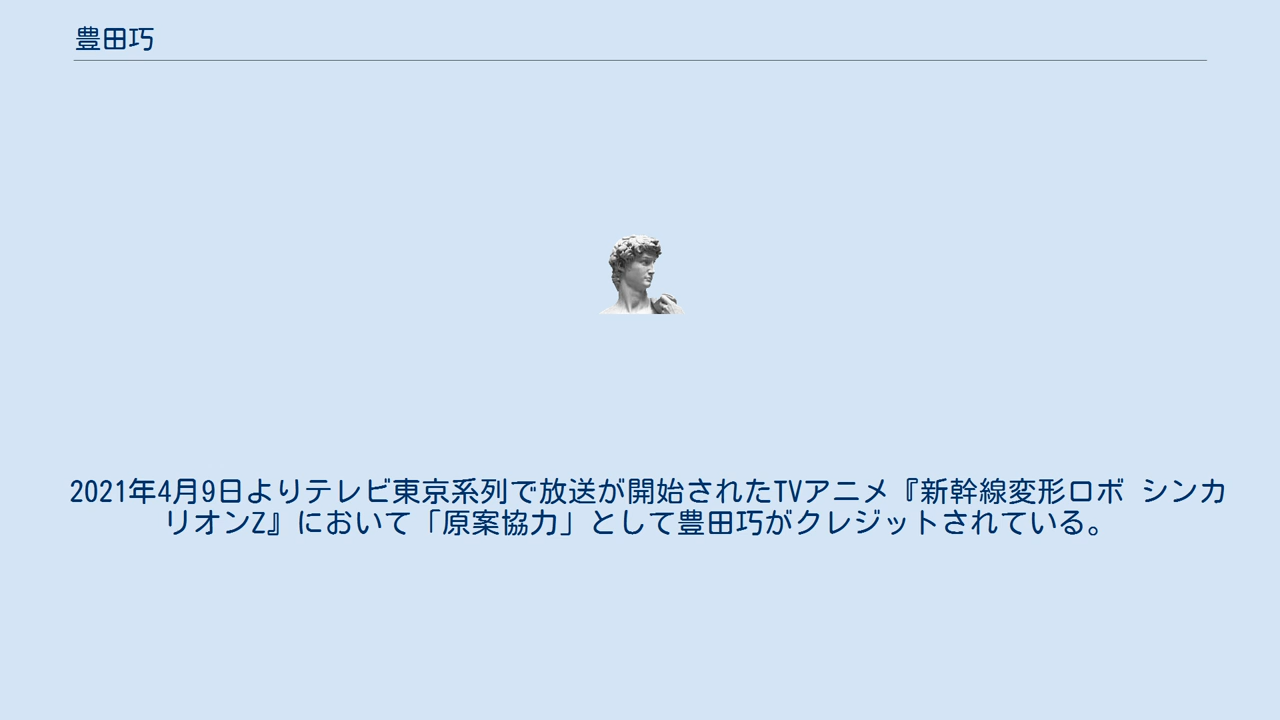 豊田巧
2021年4月9日よりテレビ東京系列で放送が開始されたTVアニメ『新幹線変形ロボ シンカ
リオンZ』において「原案協力」として豊田巧がクレジットされている。